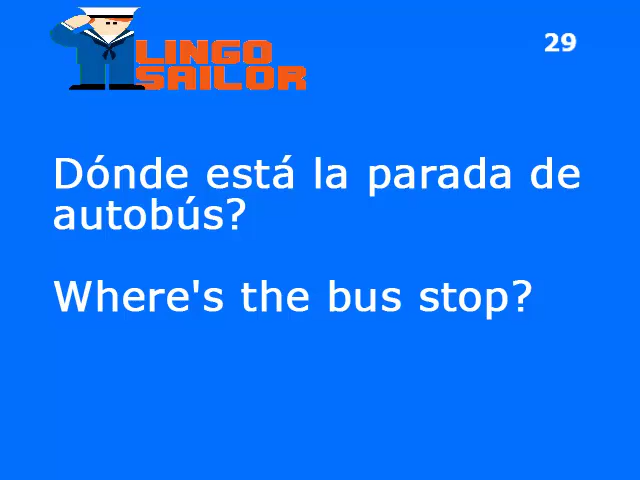 LINGO
SAILOR
29
Dónde está la parada de
autobús?
Where's the bus stop?